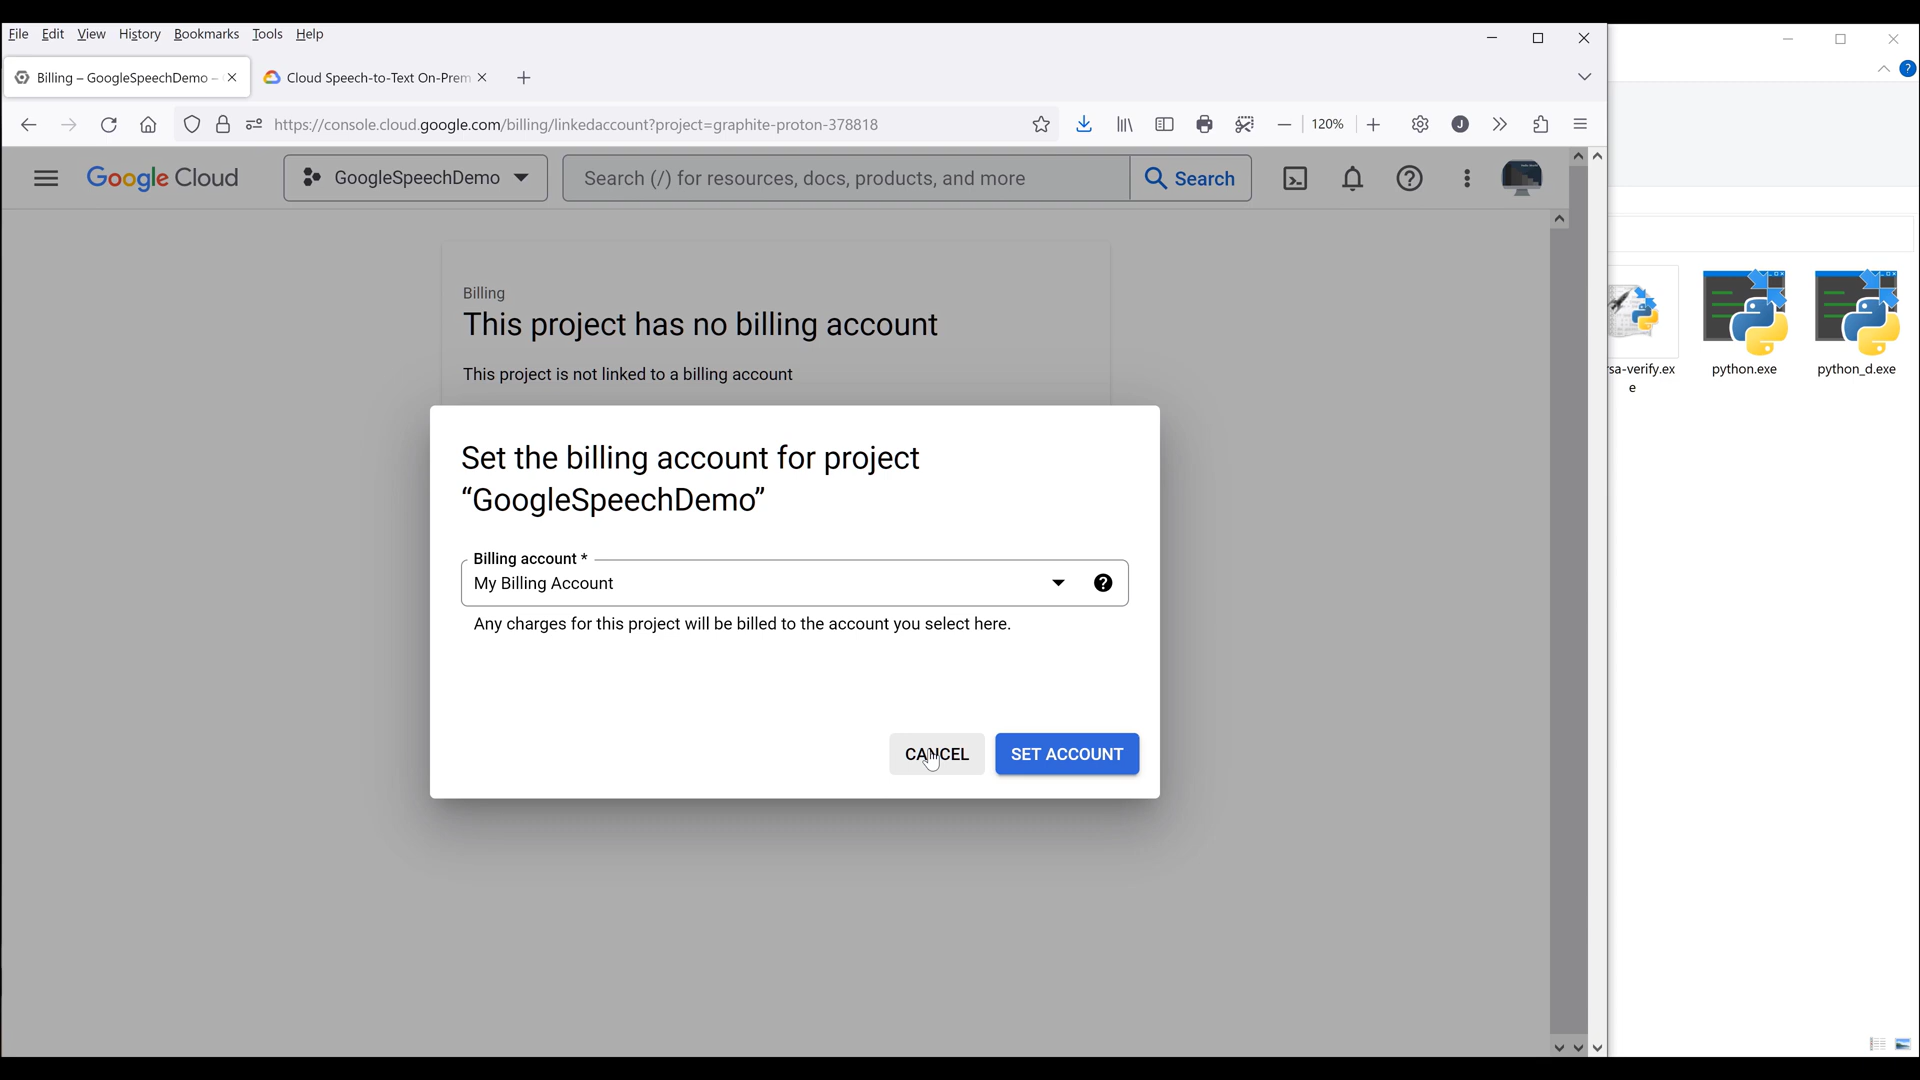 File Edit View History Bookmarks Tools Help
Billing – GoogleSpeechDemo –
Cloud Speech-to-Text On-Prem
https://console.cloud.google.com/billing/linkedaccount?project=graphite-proton-378818
120%
J
Google Cloud
GoogleSpeechDemo
Search (/) for resources, docs, products, and more
Search
Billing
This project has no billing account
This project is not linked to a billing account
Set the billing account for project
“GoogleSpeechDemo”
Billing account *
My Billing Account
?
Any charges for this project will be billed to the account you select here.
CANCEL
SET ACCOUNT
?
sa-verify.ex
e
python.exe
python_d.exe